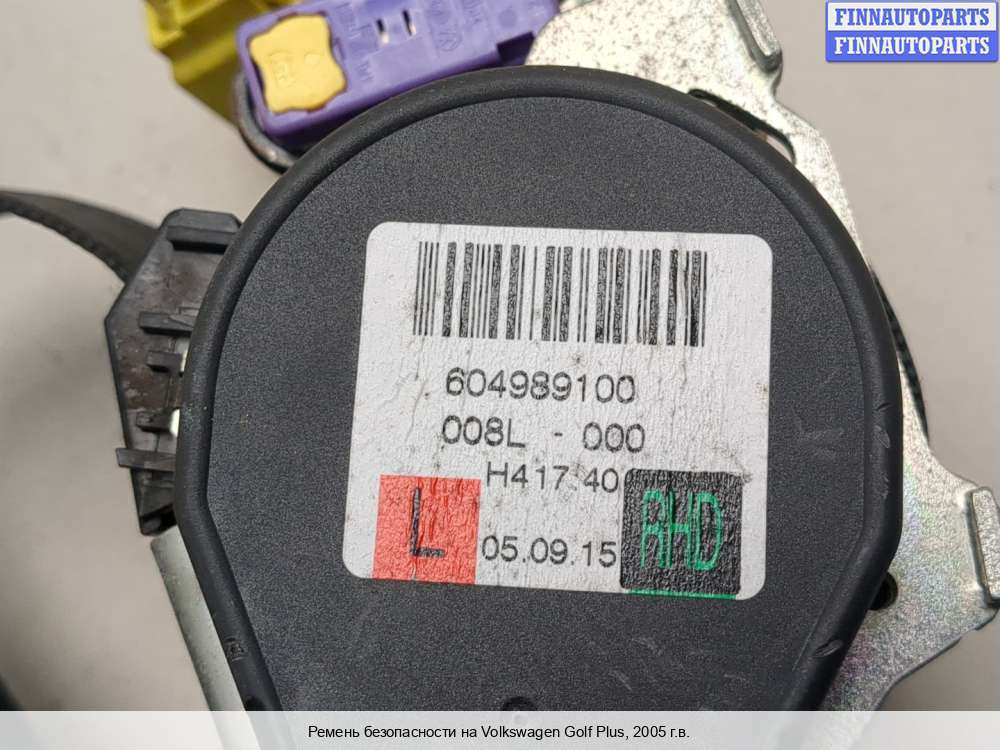 FINNAUTOPARTS
FINNAUTOPARTS
604989100
008L - 000
H417 40
L
05.09.15
RHD
Ремень безопасности на Volkswagen Golf Plus, 2005 г.в.